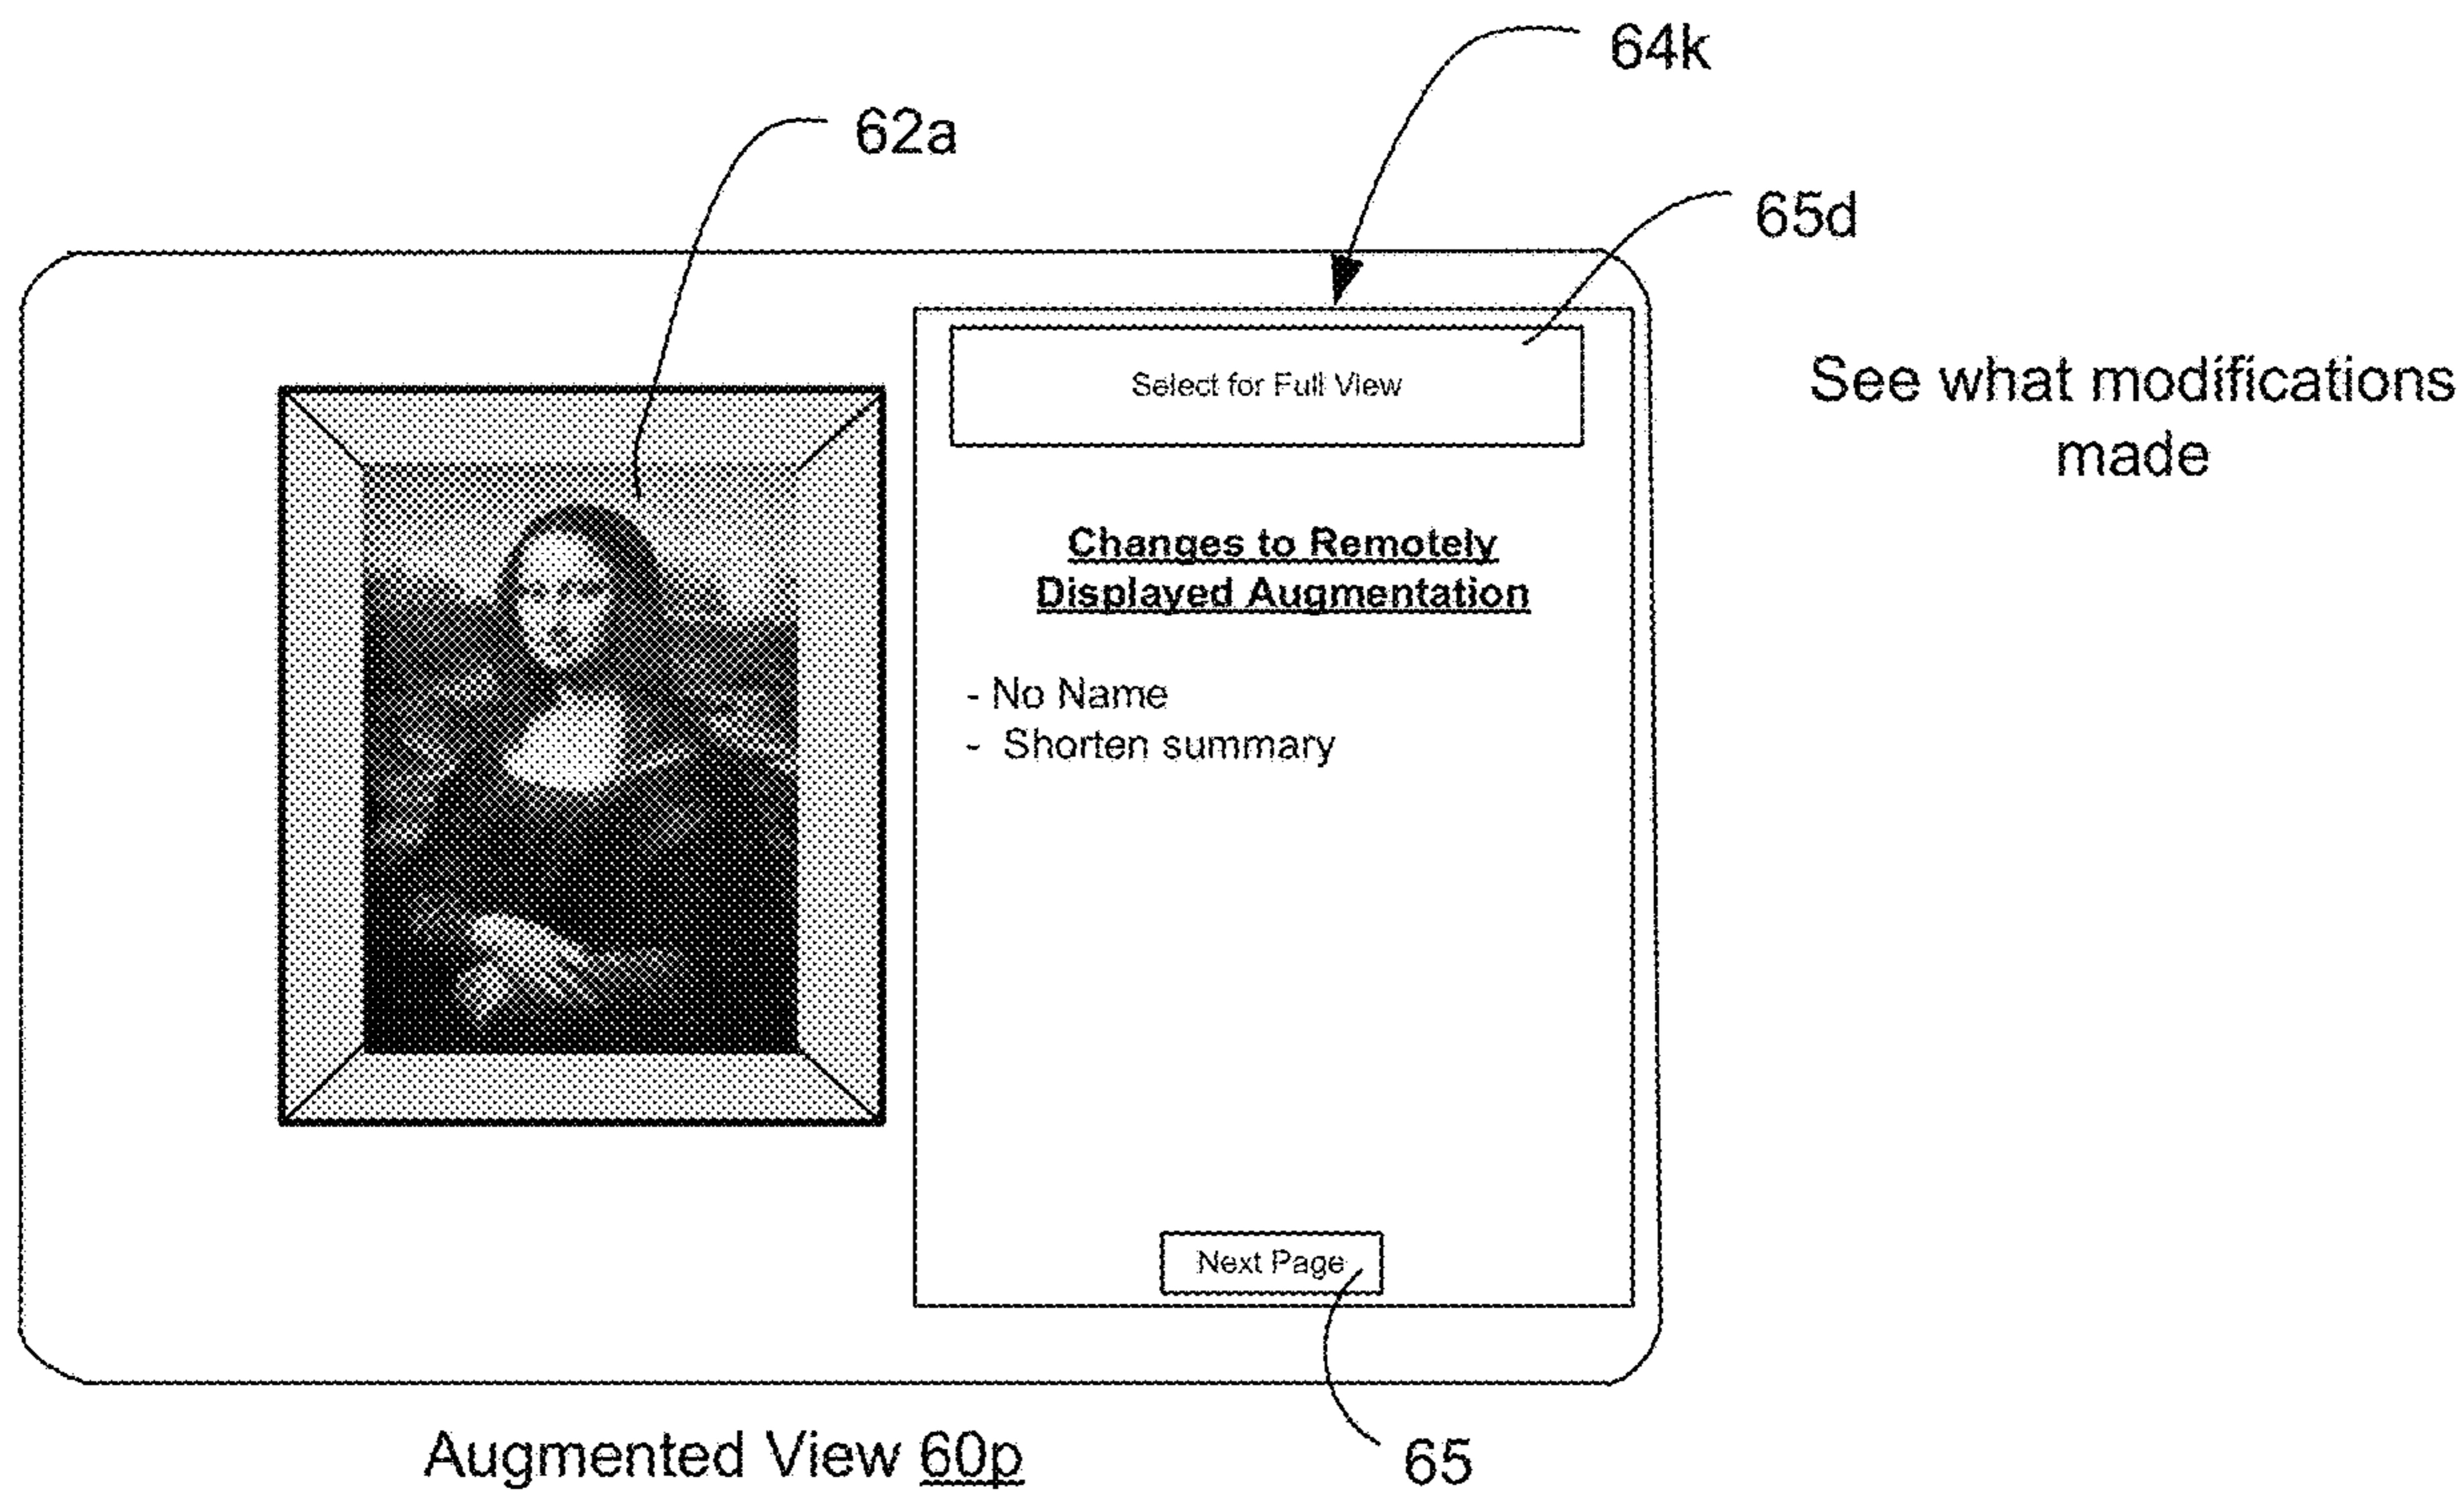 64k
62a
65d
Select for Full View
See what modifications
made
Changes to Remotely
Displayed Augmentation
- No Name
- Shorten summary
Next Page
Augmented View 60p
65